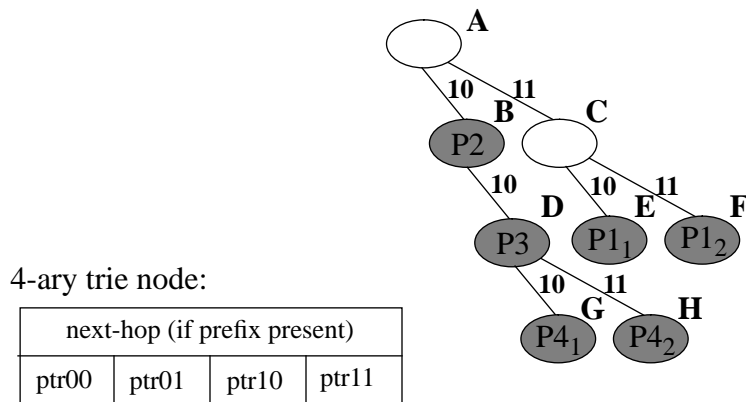 A
10 11
B C
P2
10 10 11
D E F
P3 P1₁ P1₂
4-ary trie node:
10 11
G H
next-hop (if prefix present)
P4₁ P4₂
ptr00 ptr01 ptr10 ptr11